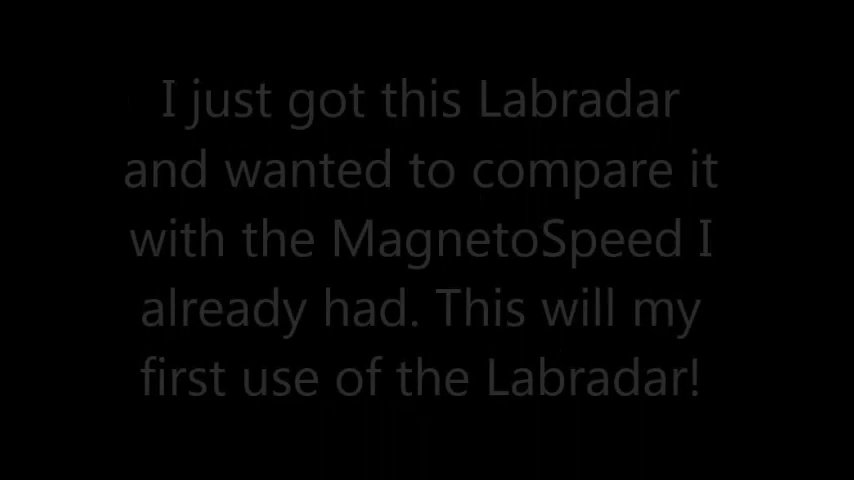 I just got this Labradar
and wanted to compare it
with the MagnetoSpeed I
already had. This will my
first use of the Labradar!